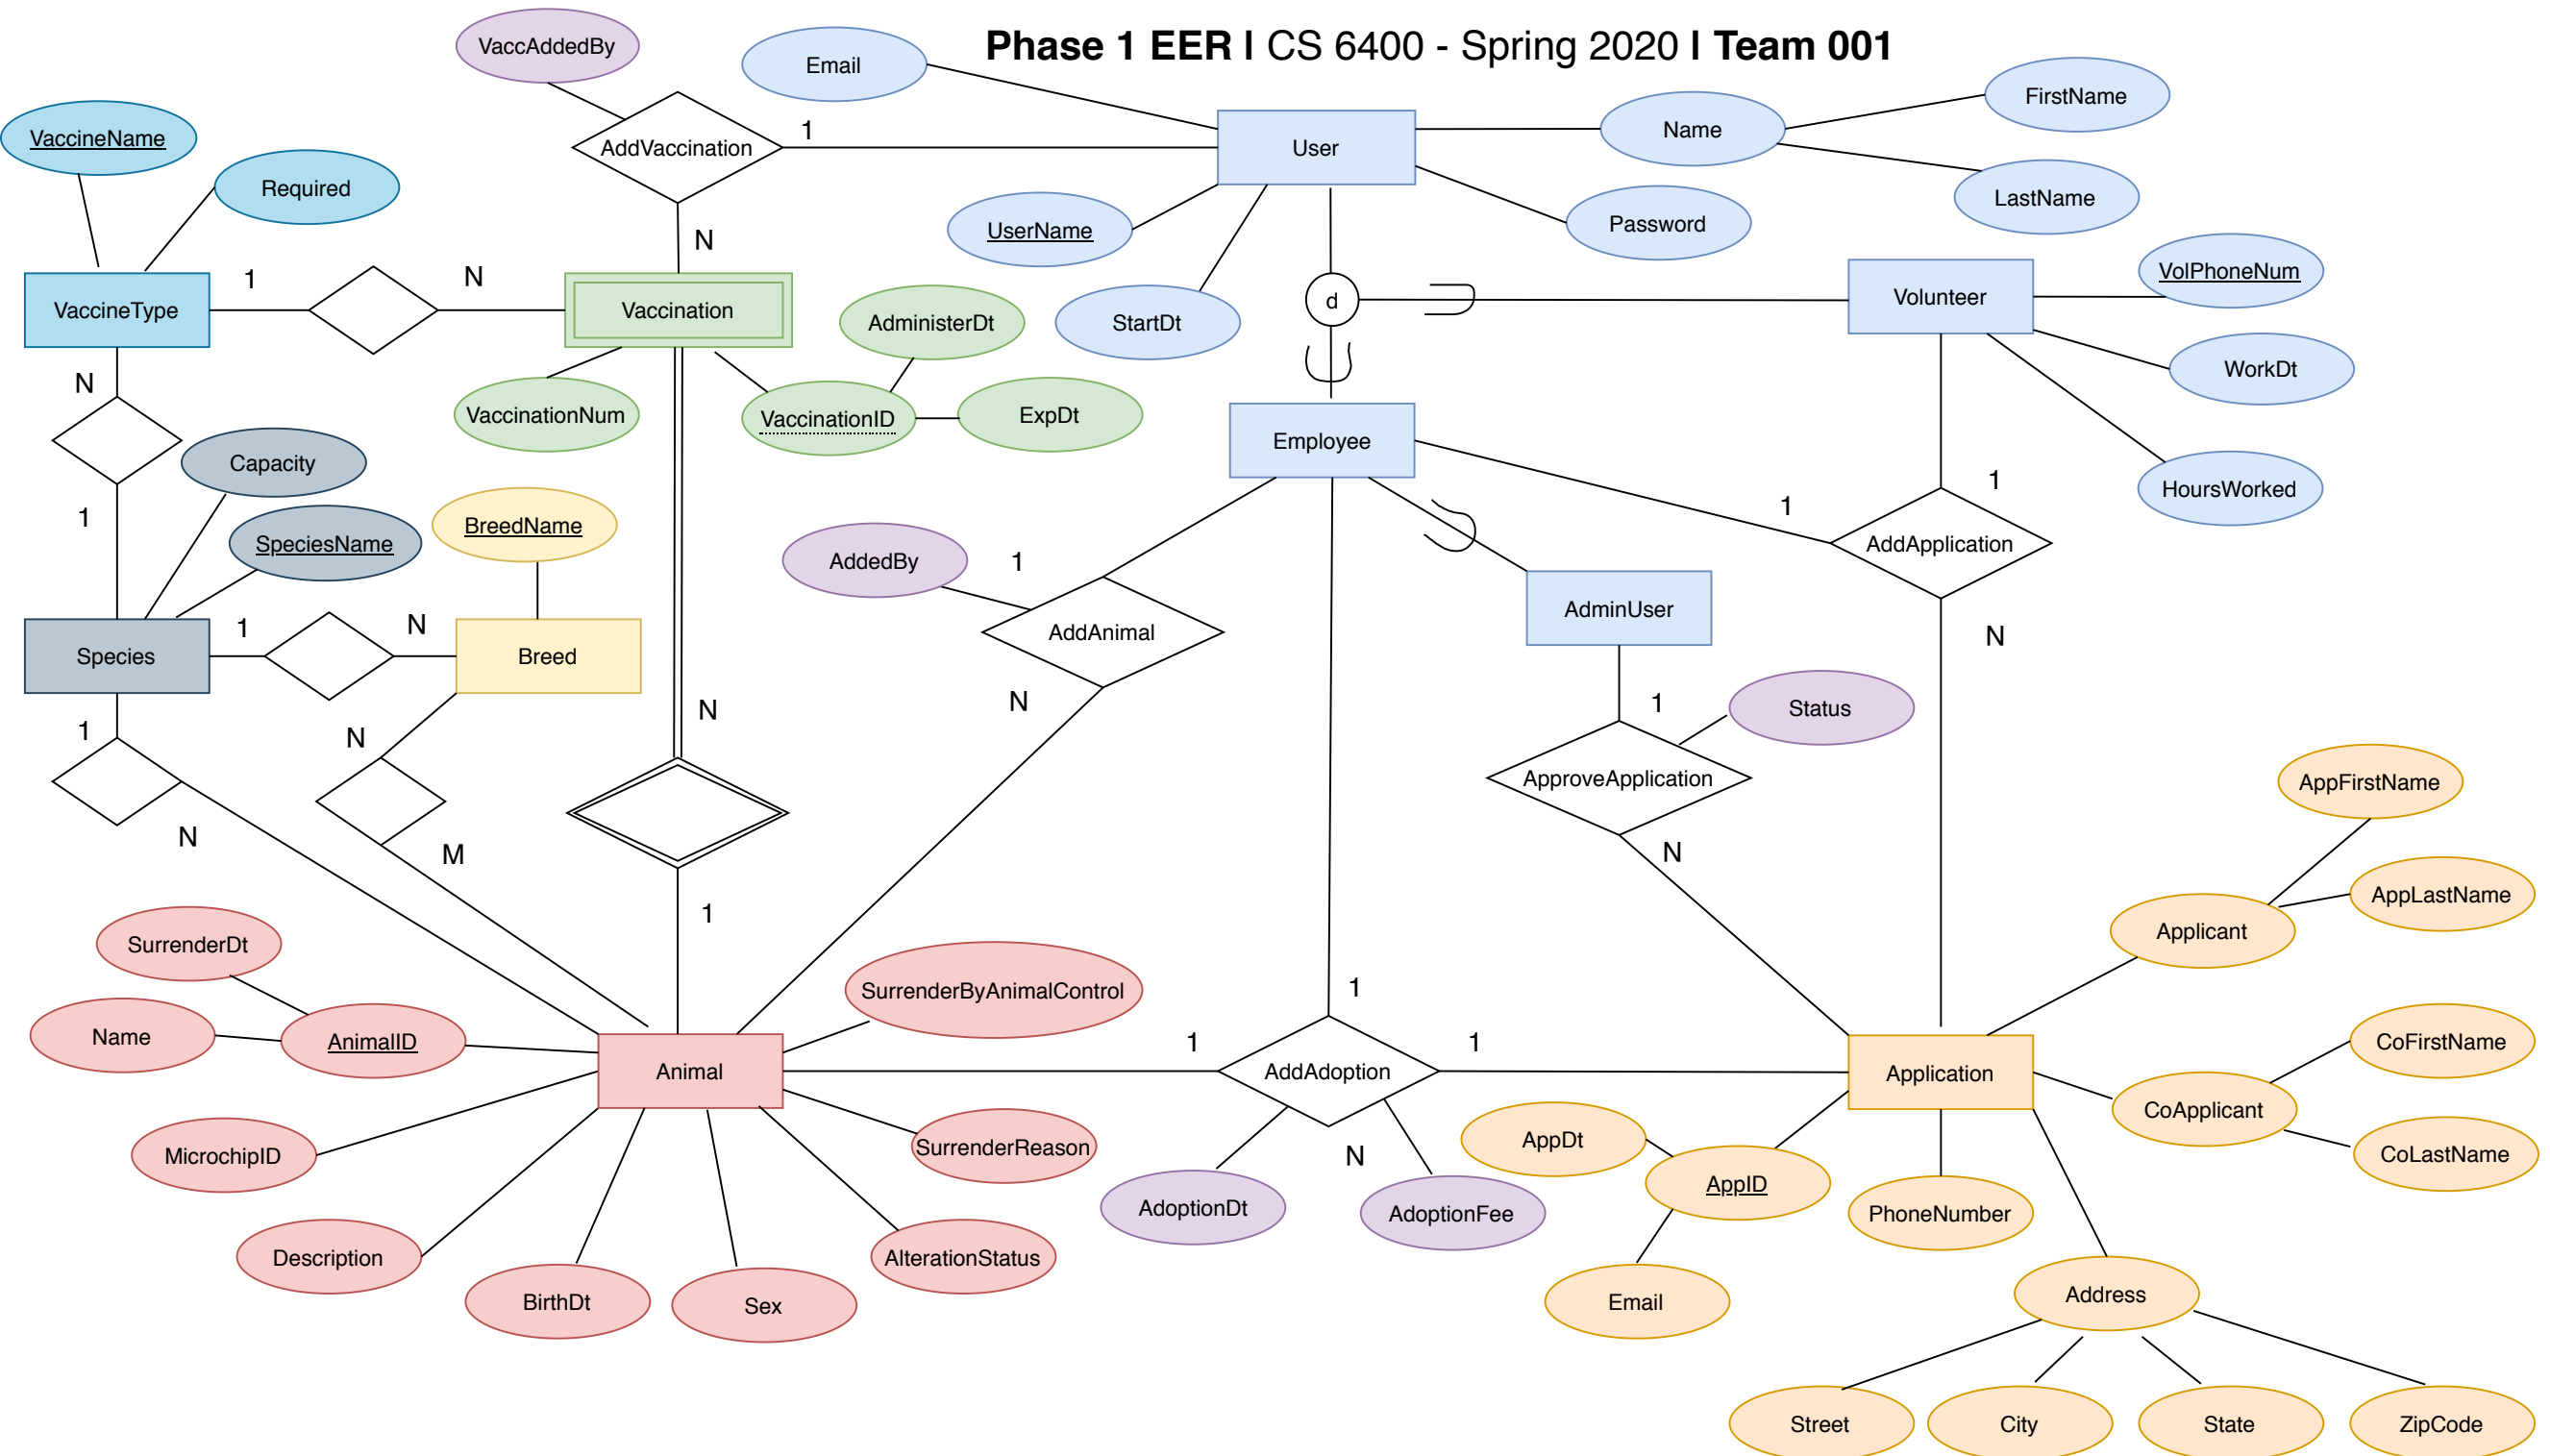 Phase 1 EER | CS 6400 - Spring 2020 | Team 001
VaccAddedBy
Email
FirstName
VaccineName
Name
AddVaccination
1
User
Required
LastName
UserName
Password
N
VolPhoneNum
1
N
VaccineType
Vaccination
AdministerDt
StartDt
d
Volunteer
WorkDt
N
VaccinationNum
VaccinationID
ExpDt
Employee
Capacity
1
HoursWorked
1
1
BreedName
SpeciesName
AddedBy
1
AddApplication
AdminUser
1
N
Species
Breed
AddAnimal
N
1
N
N
N
1
Status
ApproveApplication
N
M
N
AppFirstName
AppLastName
1
Applicant
SurrenderDt
SurrenderByAnimalControl
1
Name
AnimalID
1
1
CoFirstName
Animal
AddAdoption
Application
CoApplicant
MicrochipID
SurrenderReason
N
AppDt
CoLastName
AdoptionDt
AdoptionFee
AppID
PhoneNumber
Description
AlterationStatus
BirthDt
Sex
Email
Address
Street
City
State
ZipCode